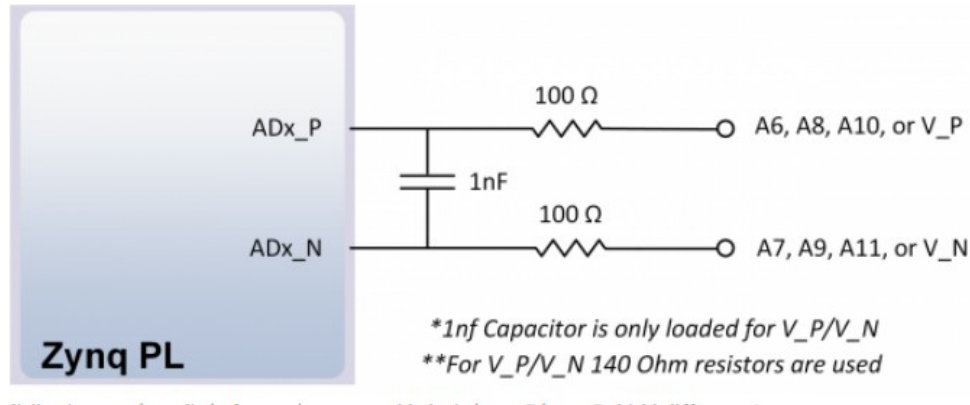 100 Ω
ADx_P
A6, A8, A10, or V_P
1nF
100 Ω
ADx_N
A7, A9, A11, or V_N
*1nf Capacitor is only loaded for V_P/V_N
**For V_P/V_N 140 Ohm resistors are used
Zynq PL